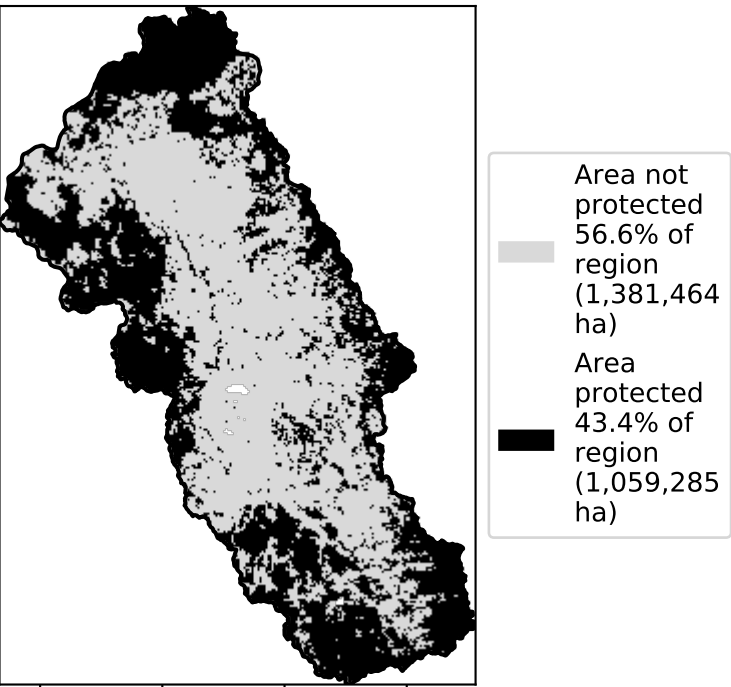 Area not
protected
56.6% of
region
(1,381,464
ha)
Area
protected
43.4% of
region
(1,059,285
ha)